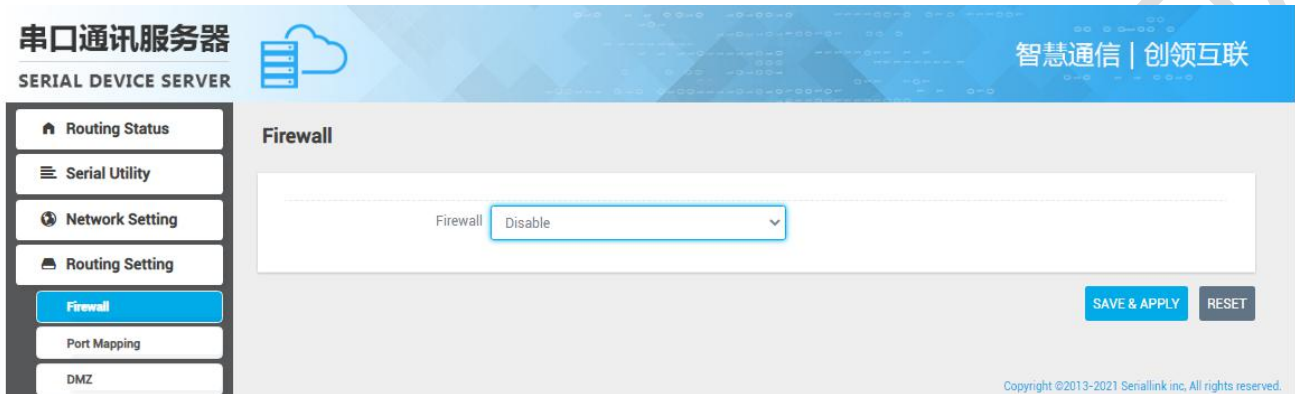 串口通讯服务器
SERIAL DEVICE SERVER
智慧通信 | 创领互联
Routing Status
Serial Utility
Network Setting
Routing Setting
Firewall
Port Mapping
DMZ
Firewall
Firewall Disable
SAVE & APPLY RESET
Copyright ©2013-2021 Seriallink inc, All rights reserved.